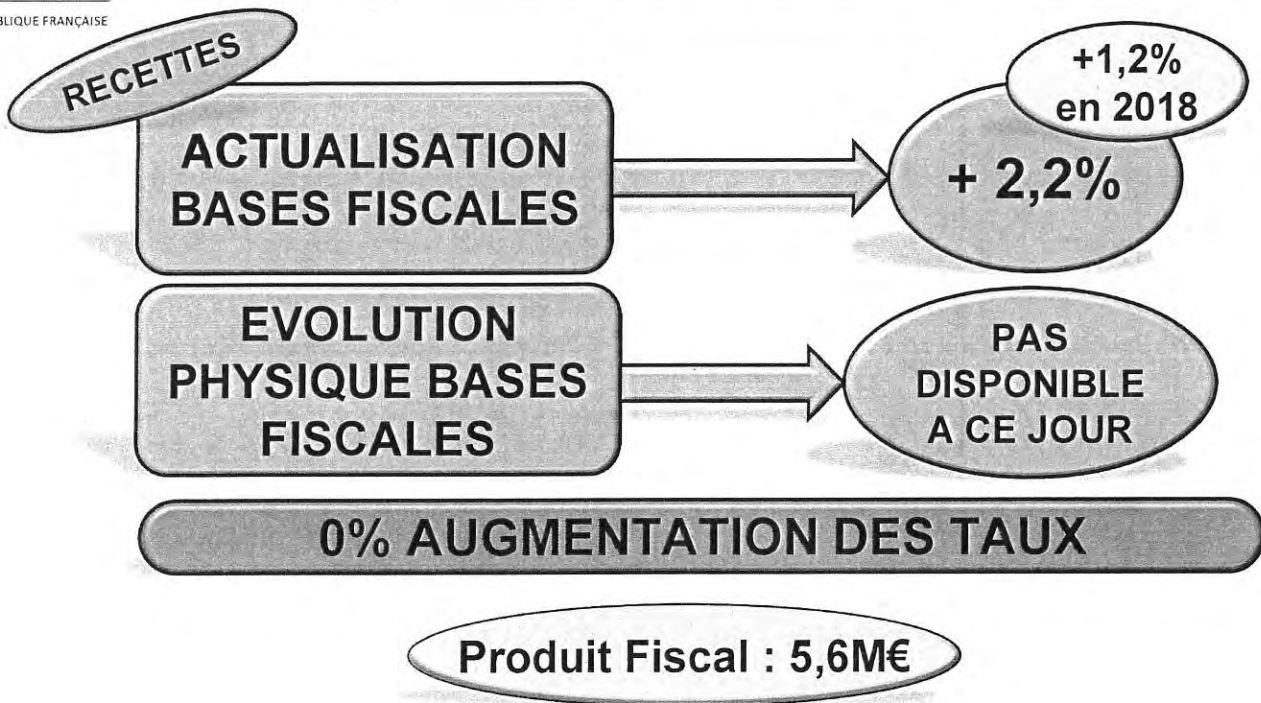 BLIQUE FRANÇAISE
RECETTES
ACTUALISATION
BASES FISCALES
+1,2%
en 2018
+ 2,2%
EVOLUTION
PHYSIQUE BASES
FISCALES
PAS
DISPONIBLE
A CE JOUR
0% AUGMENTATION DES TAUX
Produit Fiscal : 5,6M€